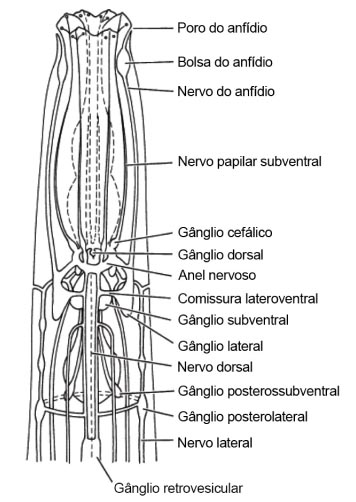 Poro do anfídio
Bolsa do anfídio
Nervo do anfídio
Nervo papilar subventral
Gânglio cefálico
Gânglio dorsal
Anel nervoso
Comissura lateroventral
Gânglio subventral
Gânglio lateral
Nervo dorsal
Gânglio posterossubventral
Gânglio posterolateral
Nervo lateral
Gânglio retrovesicular